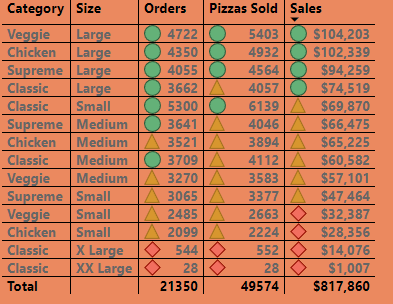 Category Size Orders Pizzas Sold Sales
Veggie Large 4722 5403 $104,203
Chicken Large 4350 4932 $102,339
Supreme Large 4055 4564 $94,259
Classic Large 3662 4057 $74,519
Classic Small 5300 6139 $69,870
Supreme Medium 3641 4046 $66,475
Chicken Medium 3521 3894 $65,225
Classic Medium 3709 4112 $60,582
Veggie Medium 3270 3583 $57,101
Supreme Small 3065 3377 $47,464
Veggie Small 2485 2663 $32,387
Chicken Small 2099 2224 $28,356
Classic X Large 544 552 $14,076
Classic XX Large 28 28 $1,007
Total 21350 49574 $817,860